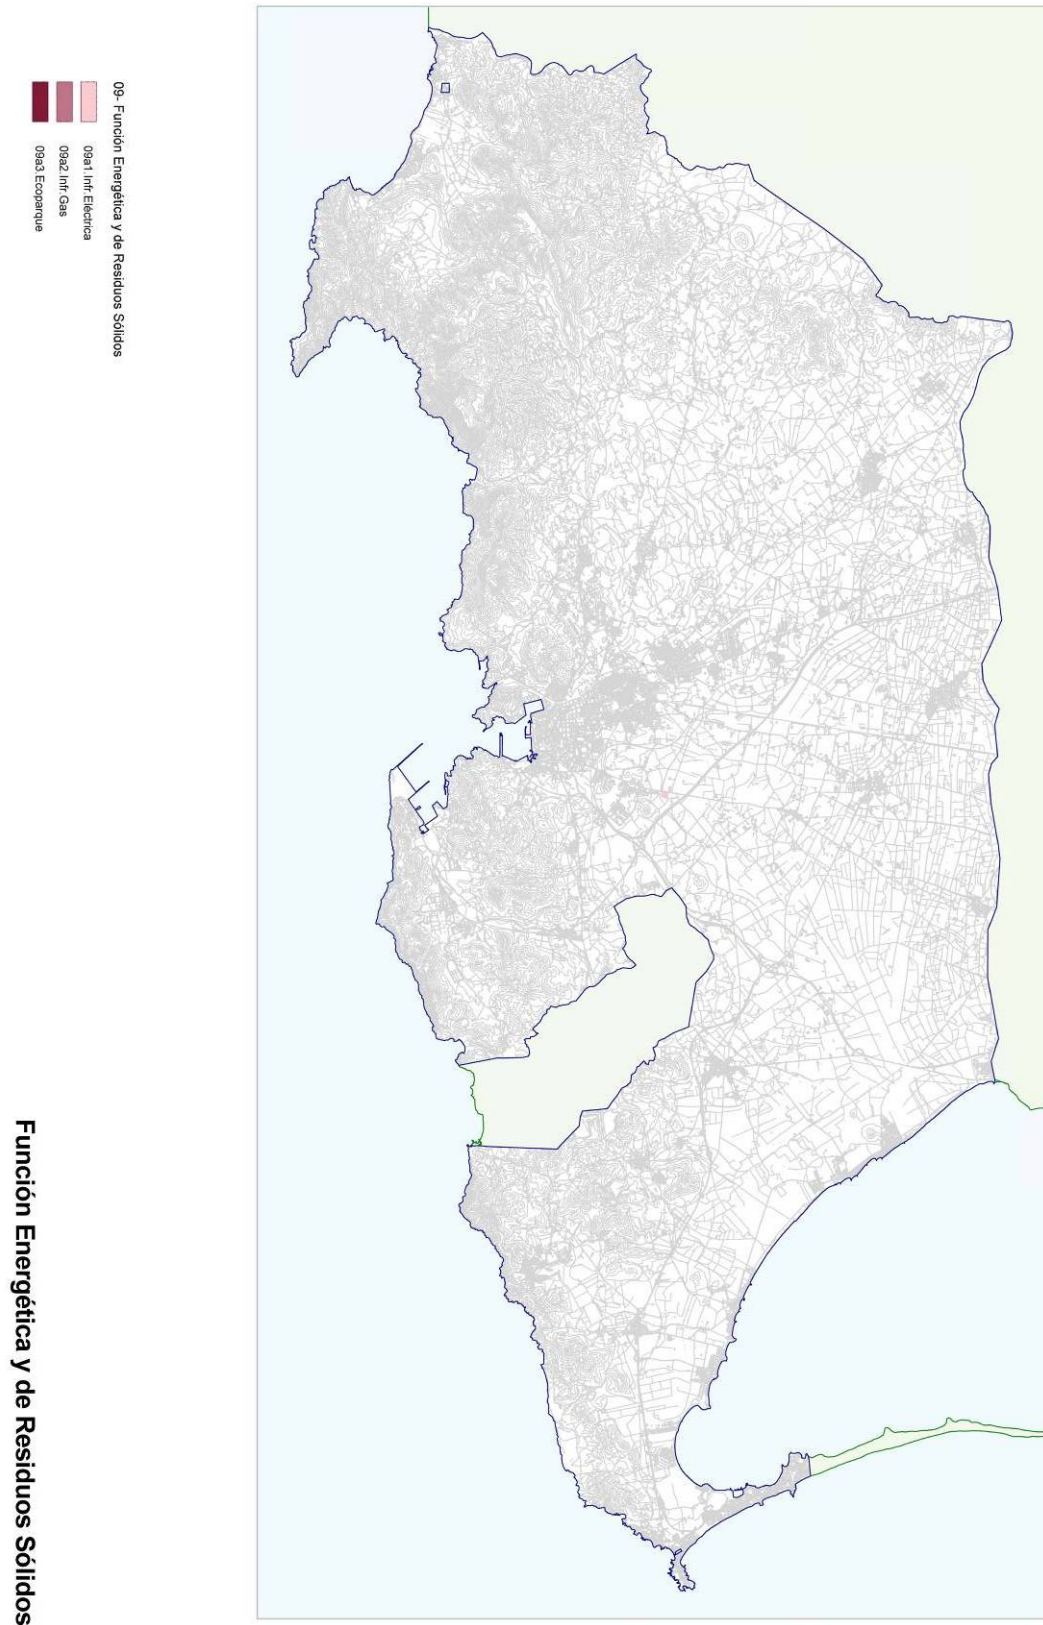 09- Función Energética y de Residuos Sólidos
09a1.Infr.Eléctrica
09a2.Infr.Gas
09a3.Ecoparque
Función Energética y de Residuos Sólidos